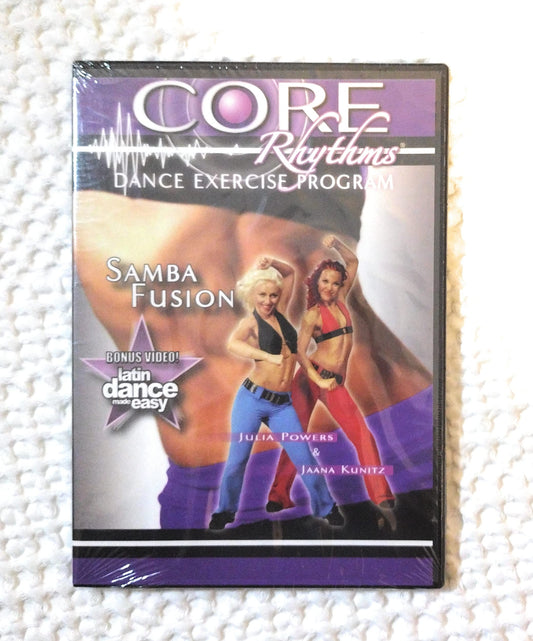 CORE
Rhythms®
DANCE EXERCISE PROGRAM
SAMBA
FUSION
BONUS VIDEO!
latin
dance
made easy
JULIA POWERS
&
JAANA KUNITZ